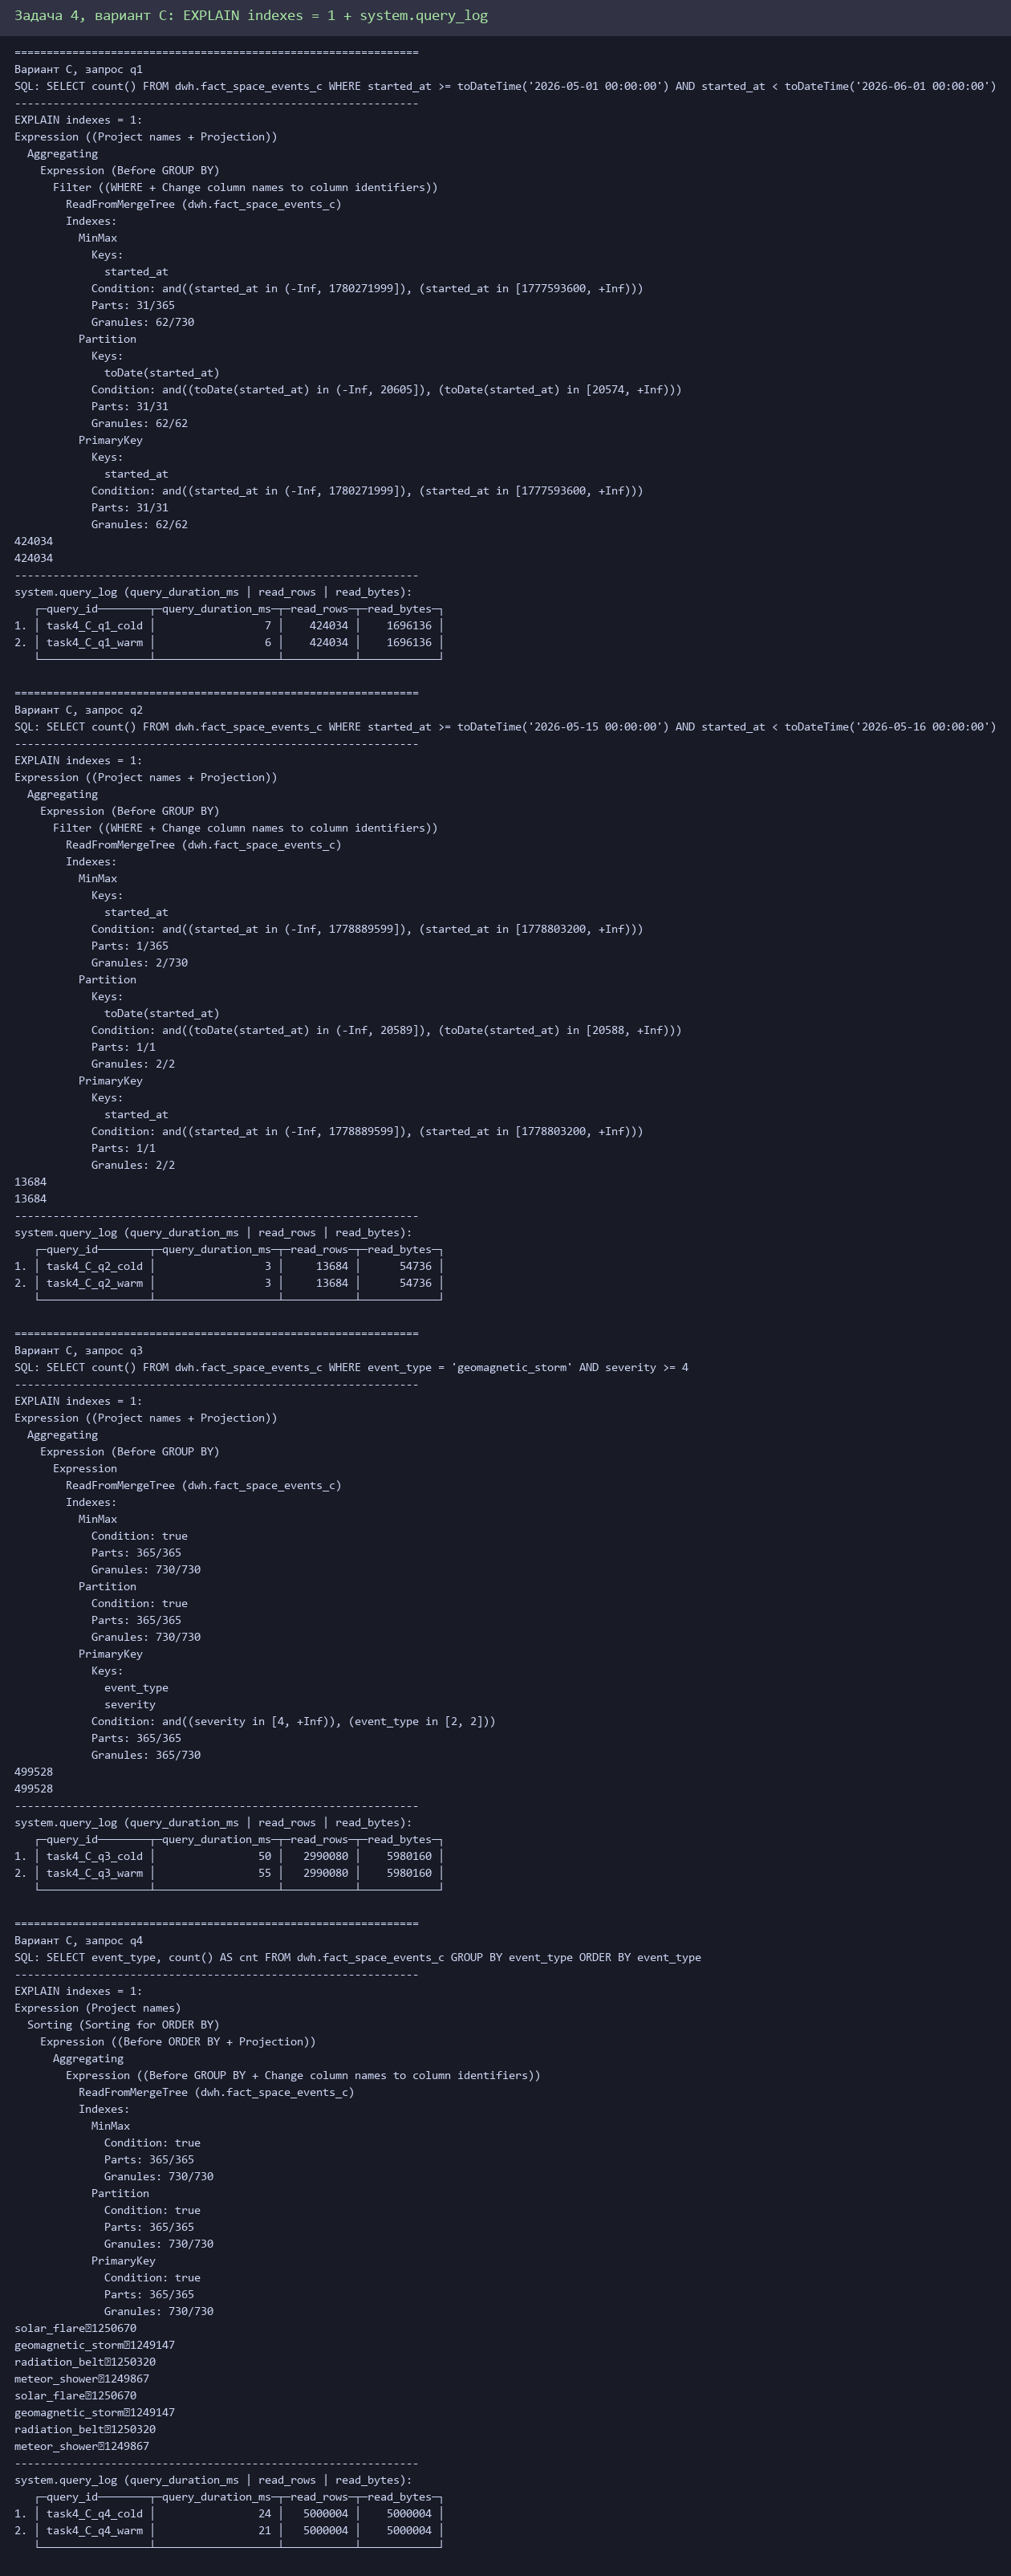 Задача 4, вариант C: EXPLAIN indexes = 1 + system.query_log
===============================================================
Вариант C, запрос q1
SQL: SELECT count() FROM dwh.fact_space_events_c WHERE started_at >= toDateTime('2026-05-01 00:00:00') AND started_at < toDateTime('2026-06-01 00:00:00')
---------------------------------------------------------------
EXPLAIN indexes = 1:
Expression ((Project names + Projection))
  Aggregating
    Expression (Before GROUP BY)
      Filter ((WHERE + Change column names to column identifiers))
        ReadFromMergeTree (dwh.fact_space_events_c)
        Indexes:
          MinMax
            Keys:
              started_at
            Condition: and((started_at in (-Inf, 1780271999]), (started_at in [1777593600, +Inf)))
            Parts: 31/365
            Granules: 62/730
          Partition
            Keys:
              toDate(started_at)
            Condition: and((toDate(started_at) in (-Inf, 20605]), (toDate(started_at) in [20574, +Inf)))
            Parts: 31/31
            Granules: 62/62
          PrimaryKey
            Keys:
              started_at
            Condition: and((started_at in (-Inf, 1780271999]), (started_at in [1777593600, +Inf)))
            Parts: 31/31
            Granules: 62/62
424034
424034
---------------------------------------------------------------
system.query_log (query_duration_ms | read_rows | read_bytes):
   ┌─query_id────────┬─query_duration_ms─┬─read_rows─┬─read_bytes─┐
1. │ task4_C_q1_cold │                 7 │    424034 │    1696136 │
2. │ task4_C_q1_warm │                 6 │    424034 │    1696136 │
   └─────────────────┴───────────────────┴───────────┴────────────┘
===============================================================
Вариант C, запрос q2
SQL: SELECT count() FROM dwh.fact_space_events_c WHERE started_at >= toDateTime('2026-05-15 00:00:00') AND started_at < toDateTime('2026-05-16 00:00:00')
---------------------------------------------------------------
EXPLAIN indexes = 1:
Expression ((Project names + Projection))
  Aggregating
    Expression (Before GROUP BY)
      Filter ((WHERE + Change column names to column identifiers))
        ReadFromMergeTree (dwh.fact_space_events_c)
        Indexes:
          MinMax
            Keys:
              started_at
            Condition: and((started_at in (-Inf, 1778889599]), (started_at in [1778803200, +Inf)))
            Parts: 1/365
            Granules: 2/730
          Partition
            Keys:
              toDate(started_at)
            Condition: and((toDate(started_at) in (-Inf, 20589]), (toDate(started_at) in [20588, +Inf)))
            Parts: 1/1
            Granules: 2/2
          PrimaryKey
            Keys:
              started_at
            Condition: and((started_at in (-Inf, 1778889599]), (started_at in [1778803200, +Inf)))
            Parts: 1/1
            Granules: 2/2
13684
13684
---------------------------------------------------------------
system.query_log (query_duration_ms | read_rows | read_bytes):
   ┌─query_id────────┬─query_duration_ms─┬─read_rows─┬─read_bytes─┐
1. │ task4_C_q2_cold │                 3 │     13684 │      54736 │
2. │ task4_C_q2_warm │                 3 │     13684 │      54736 │
   └─────────────────┴───────────────────┴───────────┴────────────┘
===============================================================
Вариант C, запрос q3
SQL: SELECT count() FROM dwh.fact_space_events_c WHERE event_type = 'geomagnetic_storm' AND severity >= 4
---------------------------------------------------------------
EXPLAIN indexes = 1:
Expression ((Project names + Projection))
  Aggregating
    Expression (Before GROUP BY)
      Expression
        ReadFromMergeTree (dwh.fact_space_events_c)
        Indexes:
          MinMax
            Condition: true
            Parts: 365/365
            Granules: 730/730
          Partition
            Condition: true
            Parts: 365/365
            Granules: 730/730
          PrimaryKey
            Keys:
              event_type
              severity
            Condition: and((severity in [4, +Inf)), (event_type in [2, 2]))
            Parts: 365/365
            Granules: 365/730
499528
499528
---------------------------------------------------------------
system.query_log (query_duration_ms | read_rows | read_bytes):
   ┌─query_id────────┬─query_duration_ms─┬─read_rows─┬─read_bytes─┐
1. │ task4_C_q3_cold │                50 │   2990080 │    5980160 │
2. │ task4_C_q3_warm │                55 │   2990080 │    5980160 │
   └─────────────────┴───────────────────┴───────────┴────────────┘
===============================================================
Вариант C, запрос q4
SQL: SELECT event_type, count() AS cnt FROM dwh.fact_space_events_c GROUP BY event_type ORDER BY event_type
---------------------------------------------------------------
EXPLAIN indexes = 1:
Expression (Project names)
  Sorting (Sorting for ORDER BY)
    Expression ((Before ORDER BY + Projection))
      Aggregating
        Expression ((Before GROUP BY + Change column names to column identifiers))
          ReadFromMergeTree (dwh.fact_space_events_c)
          Indexes:
            MinMax
              Condition: true
              Parts: 365/365
              Granules: 730/730
            Partition
              Condition: true
              Parts: 365/365
              Granules: 730/730
            PrimaryKey
              Condition: true
              Parts: 365/365
              Granules: 730/730
solar_flare⍰1250670
geomagnetic_storm⍰1249147
radiation_belt⍰1250320
meteor_shower⍰1249867
solar_flare⍰1250670
geomagnetic_storm⍰1249147
radiation_belt⍰1250320
meteor_shower⍰1249867
---------------------------------------------------------------
system.query_log (query_duration_ms | read_rows | read_bytes):
   ┌─query_id────────┬─query_duration_ms─┬─read_rows─┬─read_bytes─┐
1. │ task4_C_q4_cold │                24 │   5000004 │    5000004 │
2. │ task4_C_q4_warm │                21 │   5000004 │    5000004 │
   └─────────────────┴───────────────────┴───────────┴────────────┘